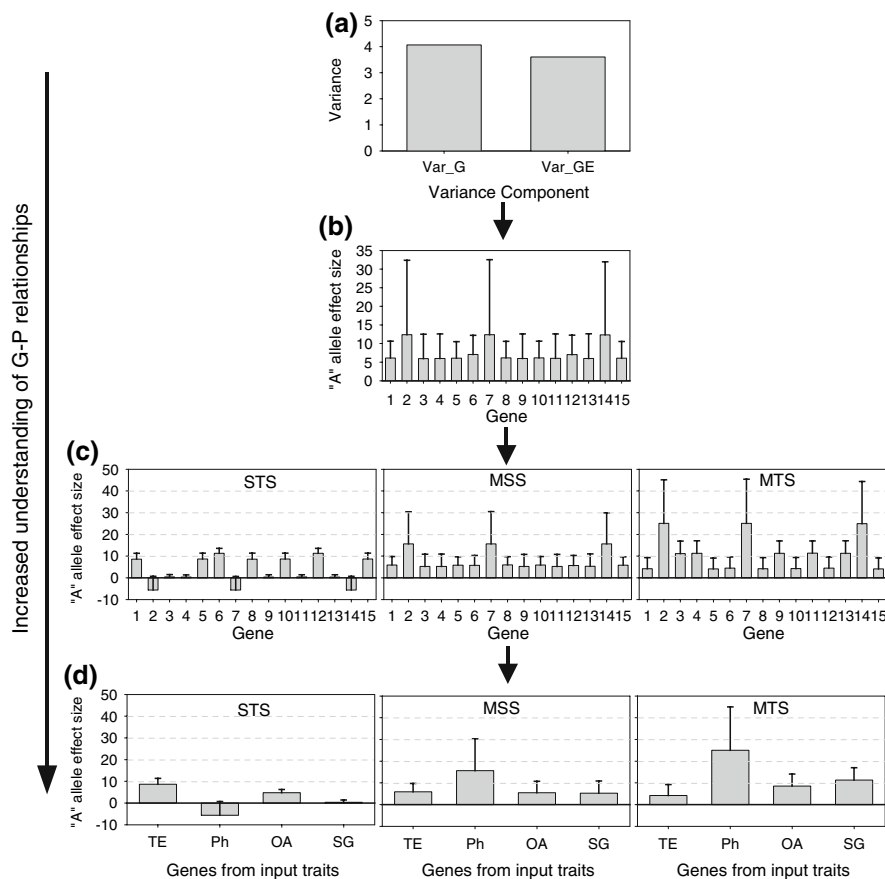 (a)
5
4
3
2
1
0
Variance
Var_G Var_GE
Variance Component
Increased understanding of G-P relationships
(b)
35
30
25
20
15
10
5
0
"A" allele effect size
1 2 3 4 5 6 7 8 9 10 11 12 13 14 15
Gene
(c)
50
40
30
20
10
0
-10
"A" allele effect size
STS
1 2 3 4 5 6 7 8 9 10 11 12 13 14 15
Gene
MSS
1 2 3 4 5 6 7 8 9 10 11 12 13 14 15
Gene
MTS
1 2 3 4 5 6 7 8 9 10 11 12 13 14 15
Gene
(d)
50
40
30
20
10
0
-10
"A" allele effect size
STS
TE Ph OA SG
Genes from input traits
MSS
TE Ph OA SG
Genes from input traits
MTS
TE Ph OA SG
Genes from input traits